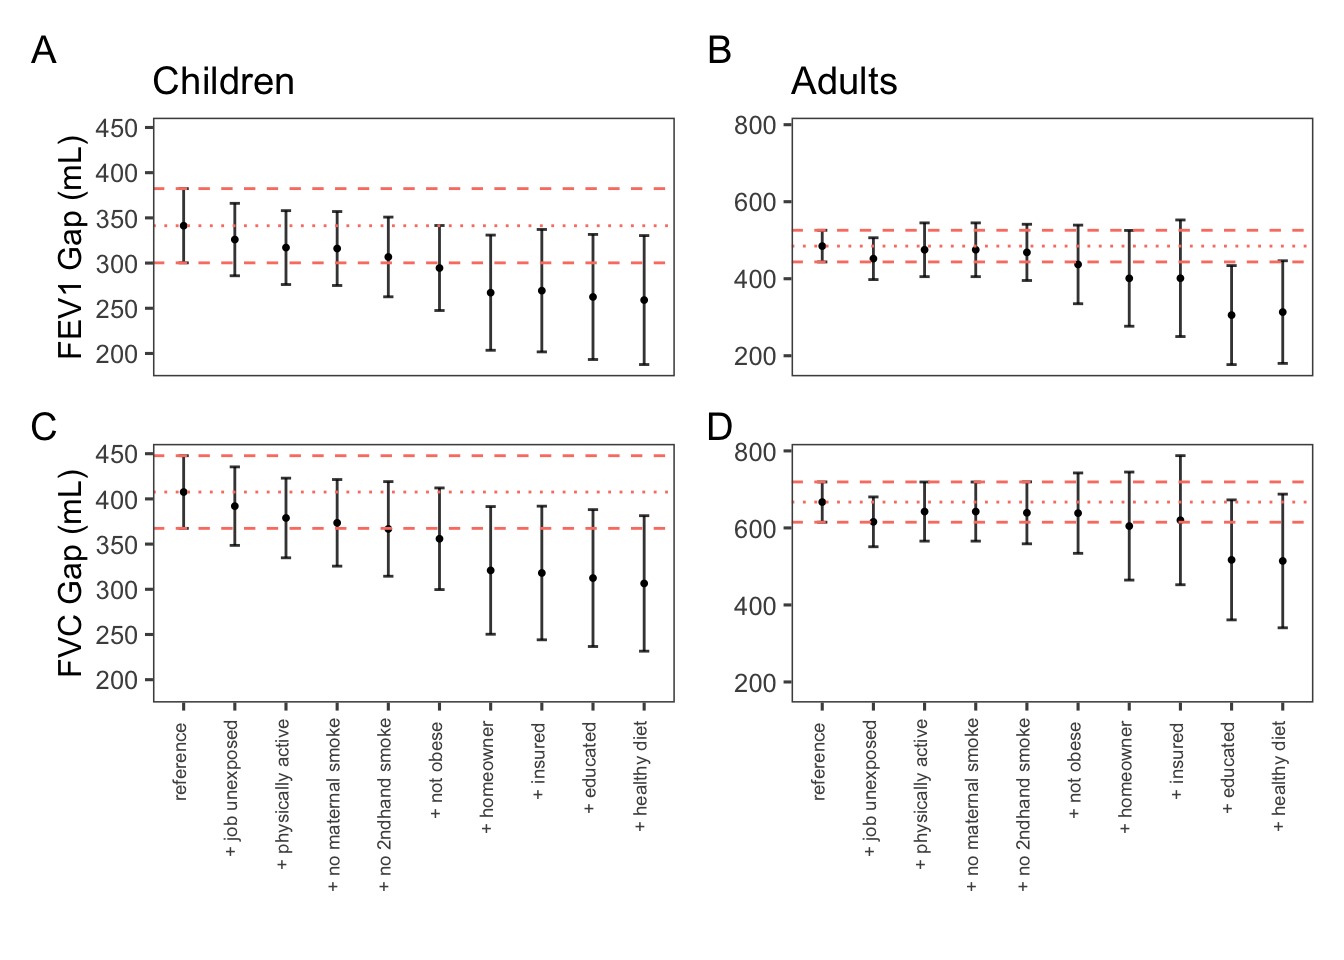 A
Children
B
Adults
FEV1 Gap (mL)
450
400
350
300
250
200
800
600
400
200
C
D
FVC Gap (mL)
450
400
350
300
250
200
800
600
400
200
reference
+ job unexposed
+ physically active
+ no maternal smoke
+ no 2ndhand smoke
+ not obese
+ homeowner
+ insured
+ educated
+ healthy diet
reference
+ job unexposed
+ physically active
+ no maternal smoke
+ no 2ndhand smoke
+ not obese
+ homeowner
+ insured
+ educated
+ healthy diet